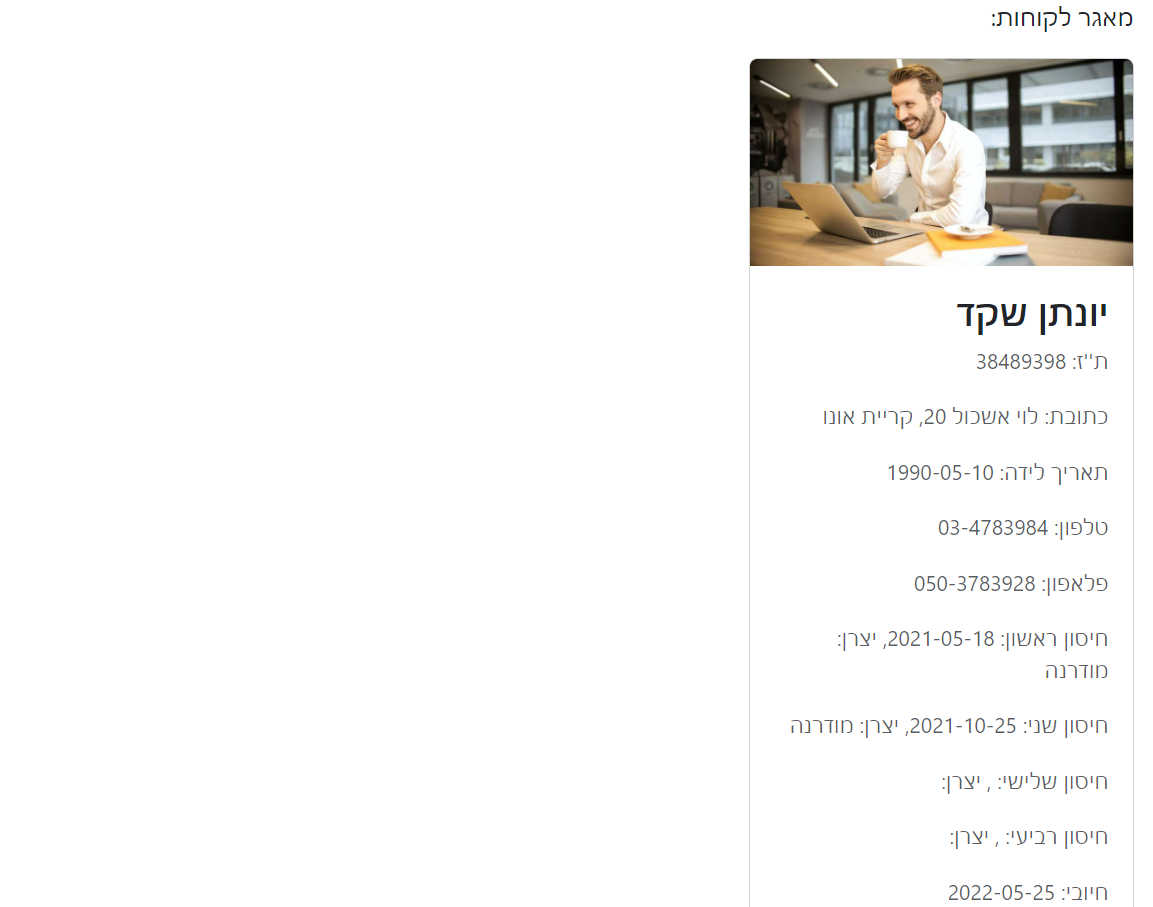 מאגר לקוחות:
יונתן שקד
ת''ז: 38489398
כתובת: לוי אשכול 20, קריית אונו
תאריך לידה: 1990-05-10
טלפון: 03-4783984
פלאפון: 050-3783928
חיסון ראשון: 2021-05-18, יצרן:
מודרנה
חיסון שני: 2021-10-25, יצרן: מודרנה
חיסון שלישי: , יצרן:
חיסון רביעי: , יצרן:
חיובי: 2022-05-25